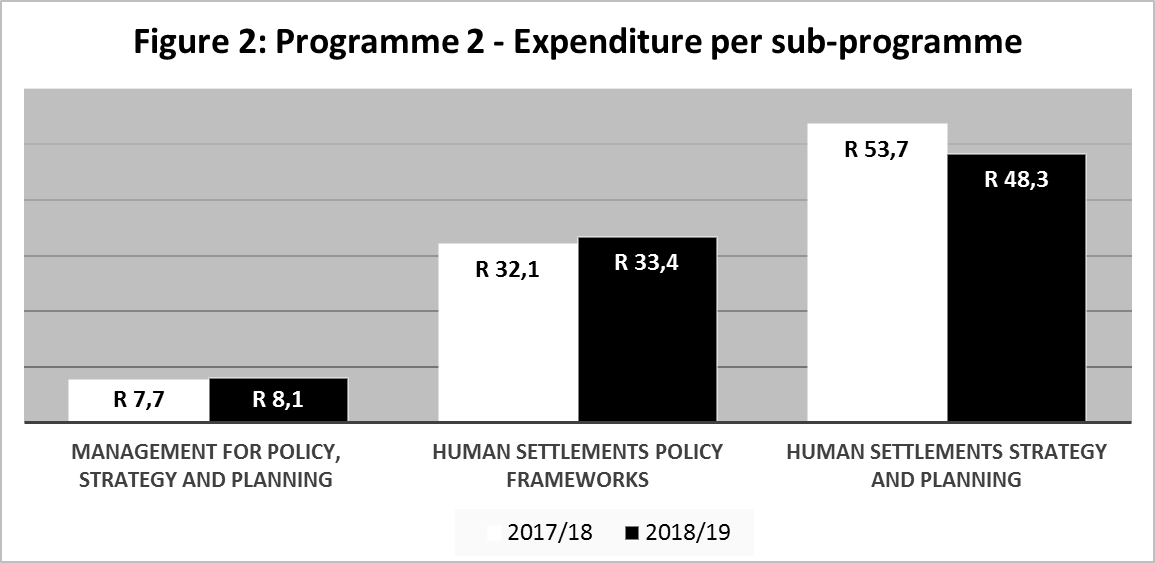 Figure 2: Programme 2 - Expenditure per sub-programme
R 53,7
R 48,3
R 32,1
R 33,4
R 7,7
R 8,1
MANAGEMENT FOR POLICY,
STRATEGY AND PLANNING
HUMAN SETTLEMENTS POLICY
FRAMEWORKS
HUMAN SETTLEMENTS STRATEGY
AND PLANNING
2017/18
2018/19